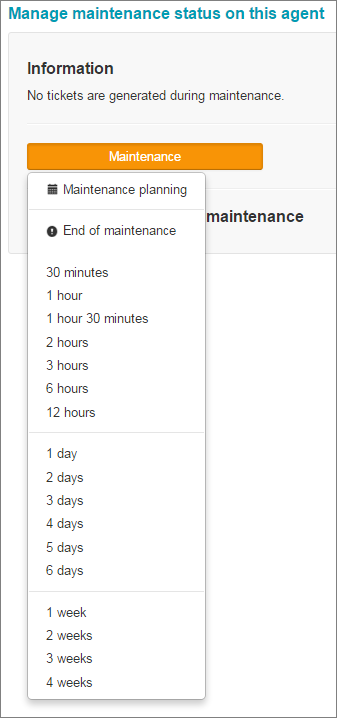 Manage maintenance status on this agent
Information
No tickets are generated during maintenance.
Maintenance
Maintenance planning
End of maintenance
maintenance
30 minutes
1 hour
1 hour 30 minutes
2 hours
3 hours
6 hours
12 hours
1 day
2 days
3 days
4 days
5 days
6 days
1 week
2 weeks
3 weeks
4 weeks